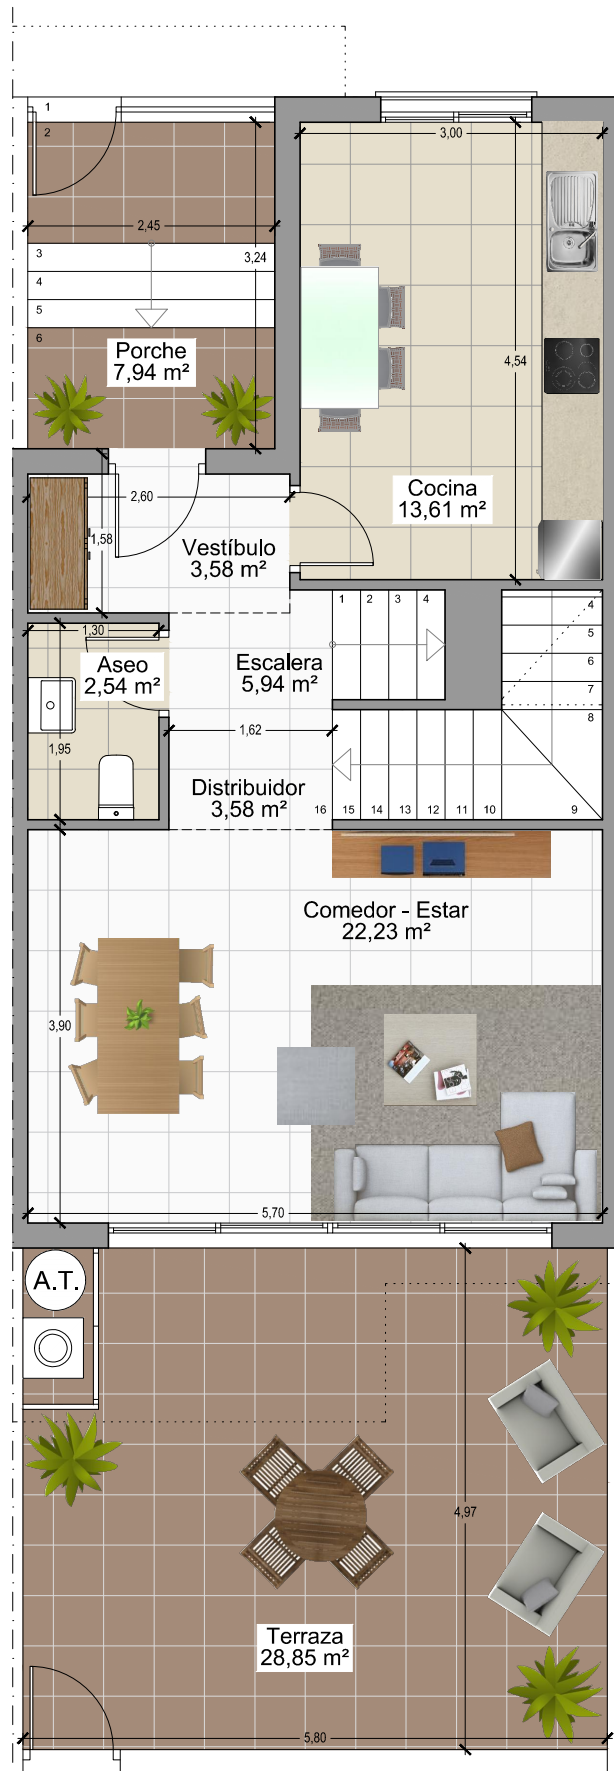 1
2
3,00
2,45
3,24
3
4
5
6
Porche
7,94 m²
4,54
Cocina
13,61 m²
2,60
1,58
Vestíbulo
3,58 m²
1 2 3 4
4
5
6
7
8
1,30
Aseo
2,54 m²
Escalera
5,94 m²
1,95
1,62
Distribuidor
3,58 m²
16 15 14 13 12 11 10 9
Comedor - Estar
22,23 m²
3,90
5,70
A.T.
4,97
Terraza
28,85 m²
5,80